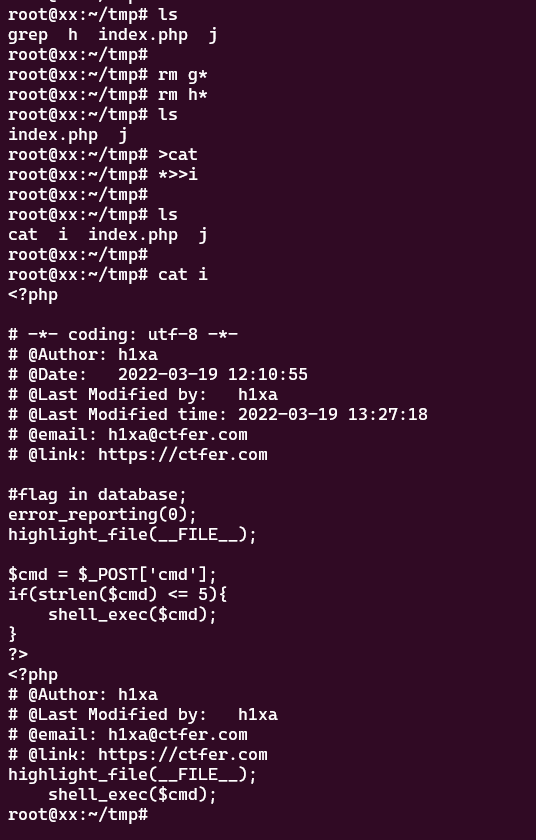 root@xx:~/tmp# ls
grep  h  index.php  j
root@xx:~/tmp#
root@xx:~/tmp# rm g*
root@xx:~/tmp# rm h*
root@xx:~/tmp# ls
index.php  j
root@xx:~/tmp# >cat
root@xx:~/tmp# *>>i
root@xx:~/tmp#
root@xx:~/tmp# ls
cat  i  index.php  j
root@xx:~/tmp#
root@xx:~/tmp# cat i
<?php

# -*- coding: utf-8 -*-
# @Author: h1xa
# @Date:   2022-03-19 12:10:55
# @Last Modified by:   h1xa
# @Last Modified time: 2022-03-19 13:27:18
# @email: h1xa@ctfer.com
# @link: https://ctfer.com

#flag in database;
error_reporting(0);
highlight_file(__FILE__);

$cmd = $_POST['cmd'];
if(strlen($cmd) <= 5){
    shell_exec($cmd);
}
?>
<?php
# @Author: h1xa
# @Last Modified by:   h1xa
# @email: h1xa@ctfer.com
# @link: https://ctfer.com
highlight_file(__FILE__);
    shell_exec($cmd);
root@xx:~/tmp#